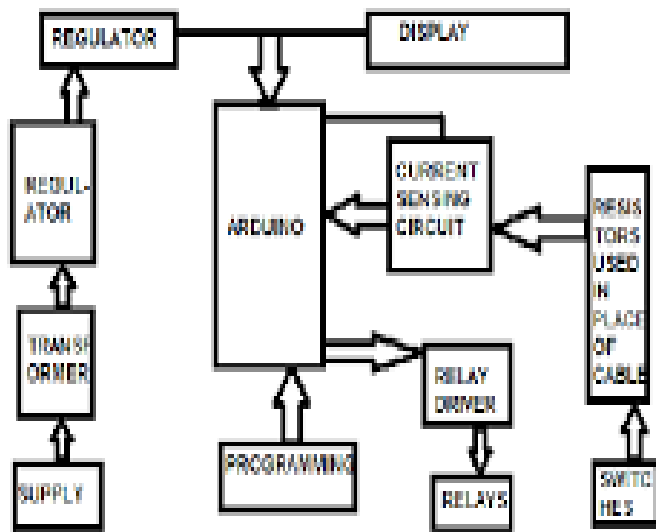 REGULATOR
DISPLAY
REGUL-
ATOR
ARDUINO
CURRENT
SENSING
CIRCUIT
RESIS
TORS
USED
IN
PLACE
OF
CABLE
TRANSF
ORMER
RELAY
DRIVER
PROGRAMMING
SUPPLY
RELAYS
SWITC
HES